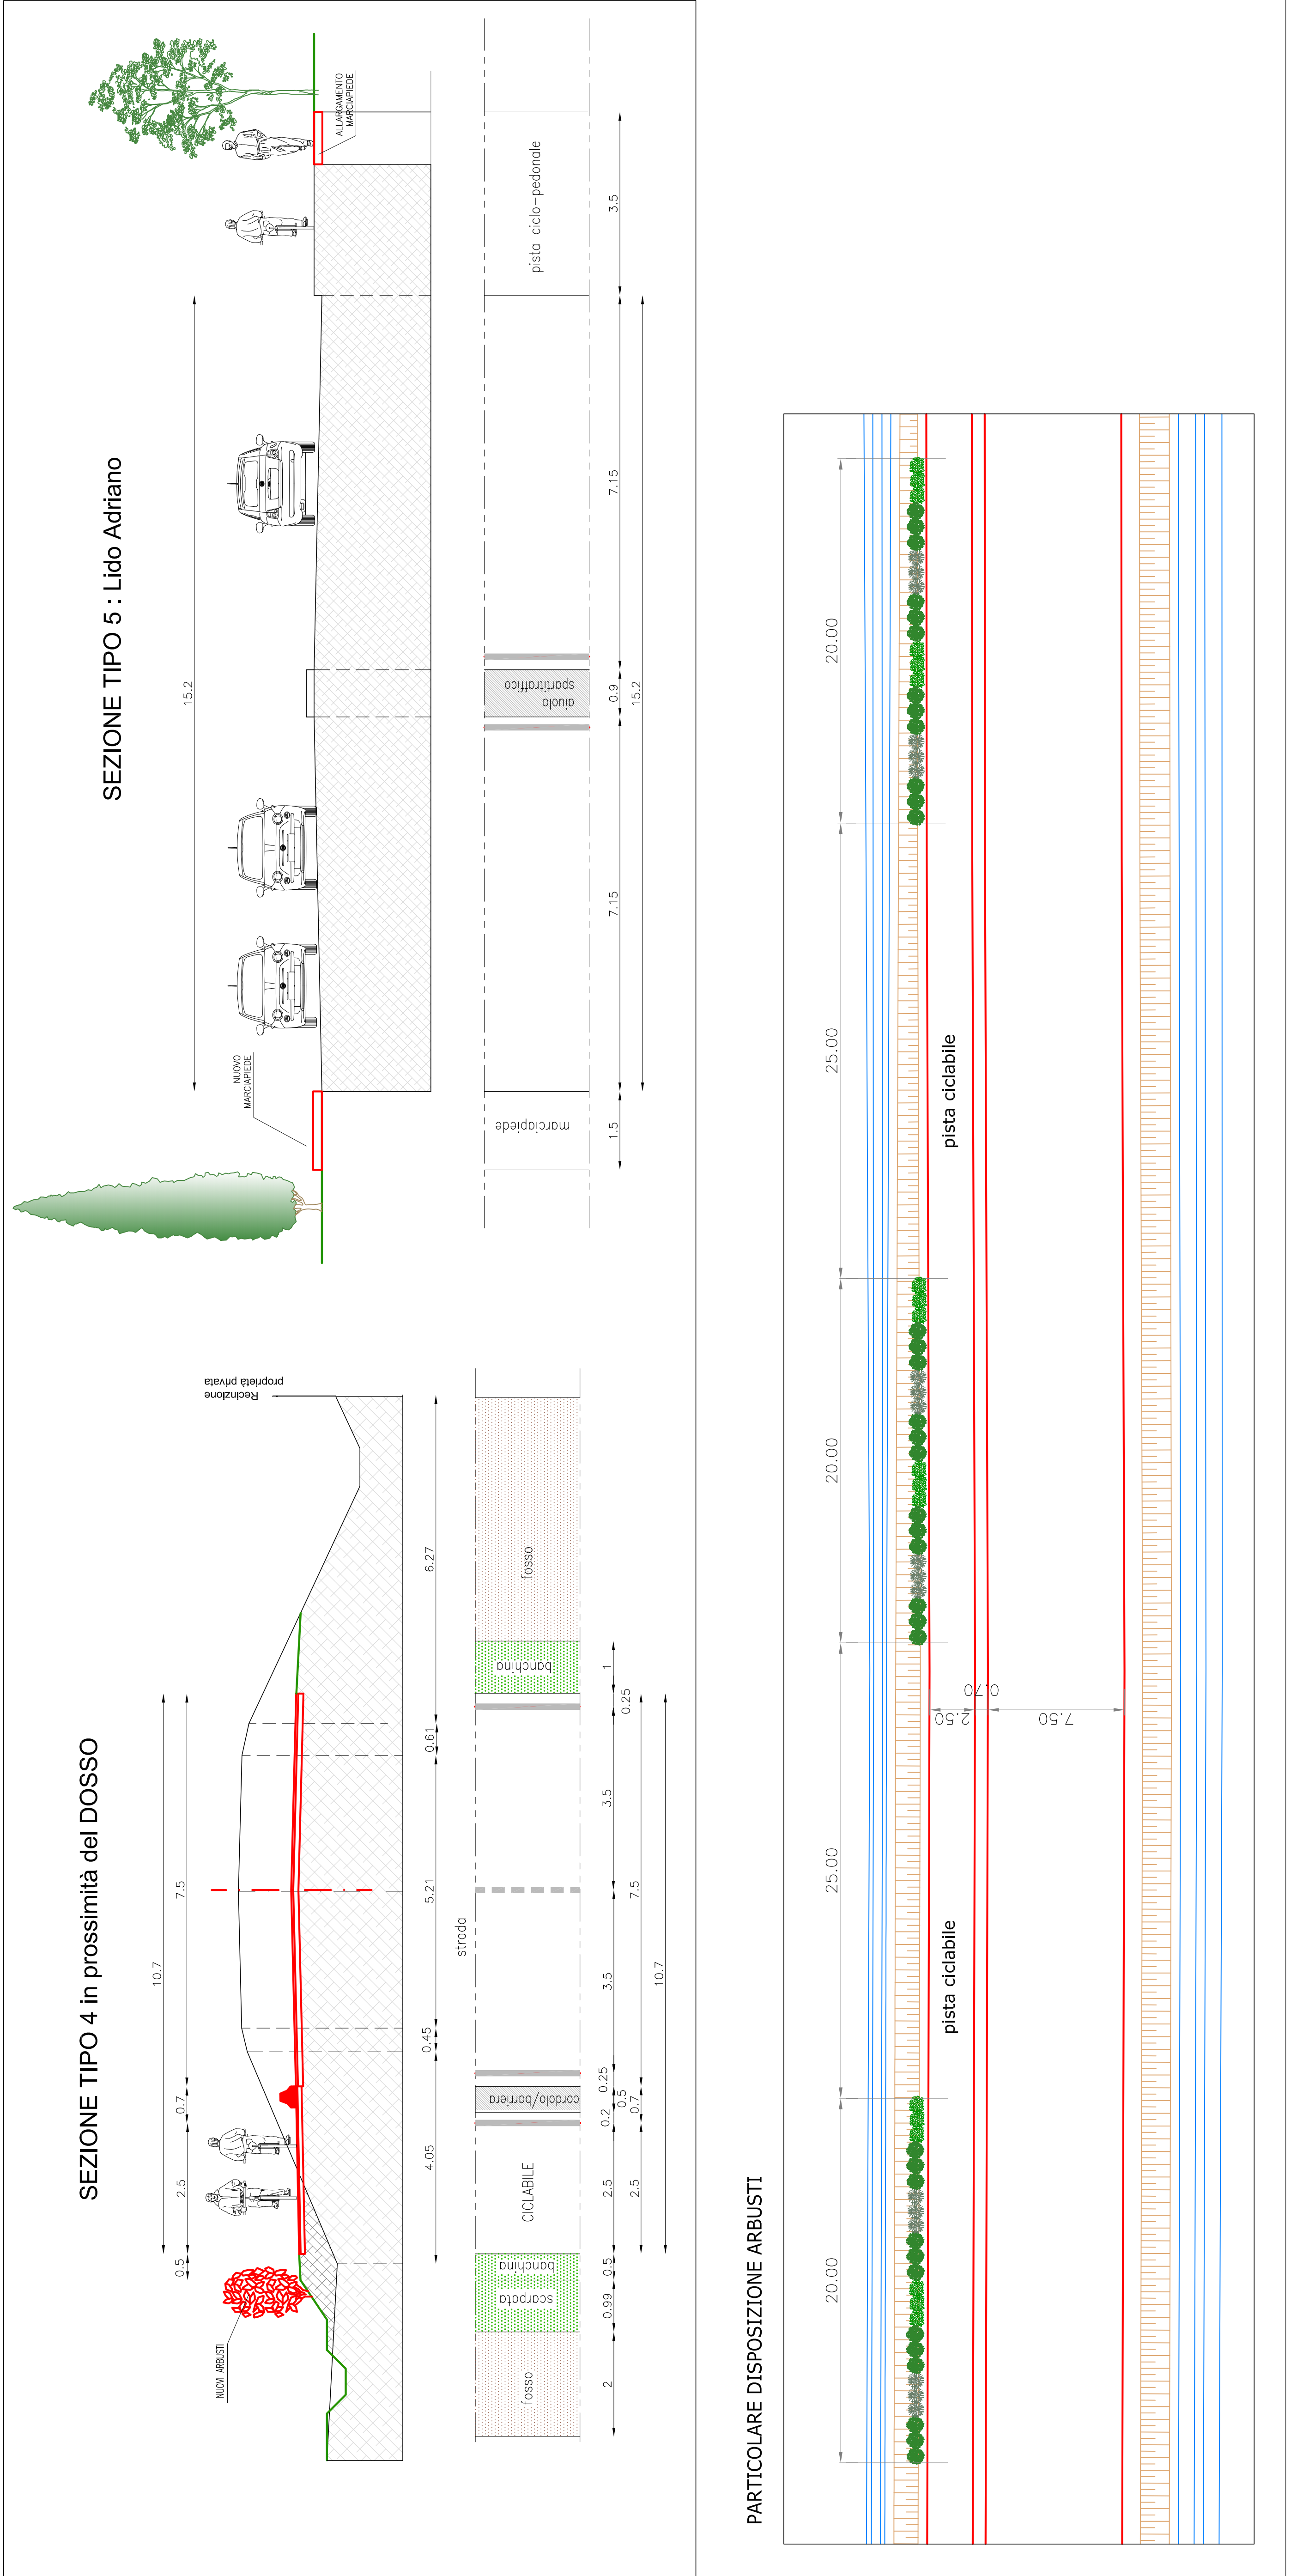 SEZIONE TIPO 4 in prossimità del DOSSO
10.7
0.5
2.5
0.7
7.5
NUOVI ARBUSTI
Recinzione
proprietà privata
4.05
0.45
5.21
0.61
6.27
strada
fosso
scarpata
banchina
CICLABILE
cordolo/barriera
banchina
fosso
2
0.99
0.5
2.5
0.2
0.5
0.25
3.5
3.5
0.25
1
2.5
0.7
7.5
10.7
SEZIONE TIPO 5 : Lido Adriano
15.2
NUOVO
MARCIAPIEDE
ALLARGAMENTO
MARCIAPIEDE
marciapiede
aiuola
spartitraffico
pista ciclo-pedonale
1.5
7.15
0.9
7.15
3.5
15.2
PARTICOLARE DISPOSIZIONE ARBUSTI
20.00
25.00
20.00
25.00
20.00
pista ciclabile
pista ciclabile
2.50
0.70
7.50